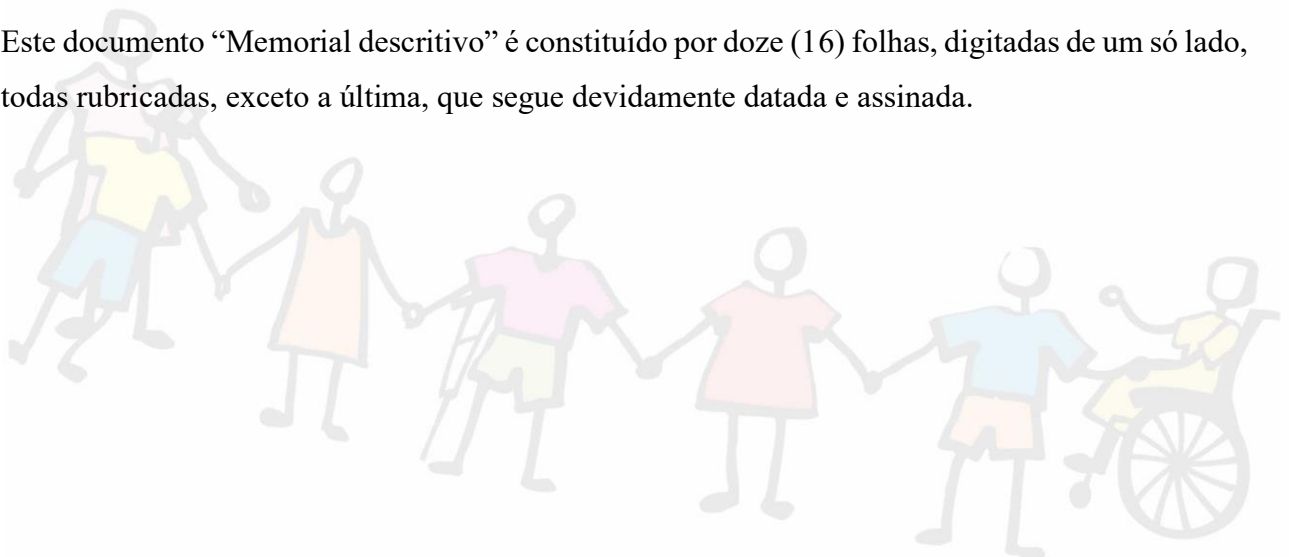 Este documento “Memorial descritivo” é constituído por doze (16) folhas, digitadas de um só lado,
todas rubricadas, exceto a última, que segue devidamente datada e assinada.